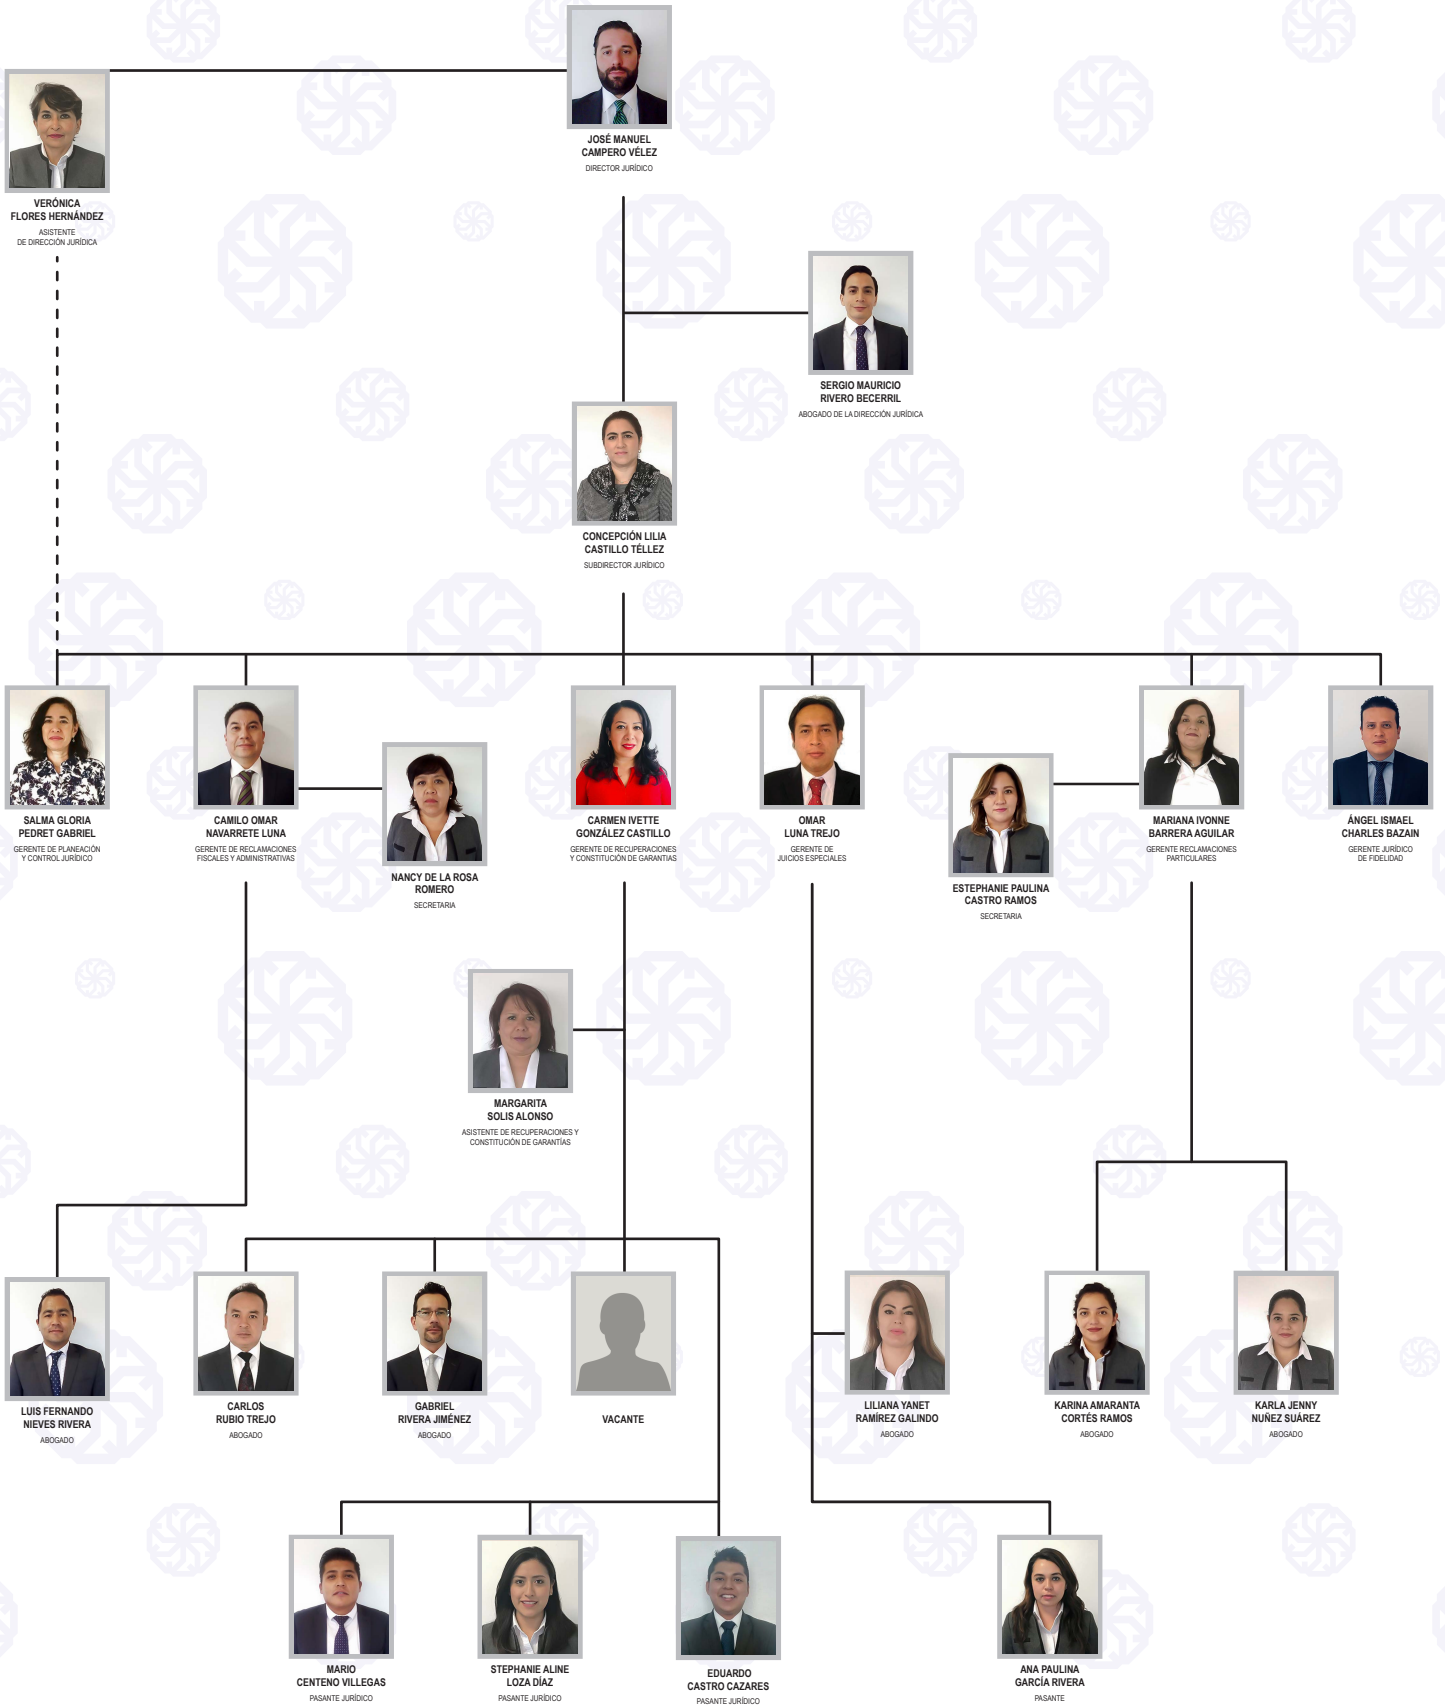 JOSÉ MANUEL
CAMPERO VÉLEZ
DIRECTOR JURÍDICO
VERÓNICA
FLORES HERNÁNDEZ
ASISTENTE
DE DIRECCIÓN JURÍDICA
SERGIO MAURICIO
RIVERO BECERRIL
ABOGADO DE LA DIRECCIÓN JURÍDICA
CONCEPCIÓN LILIA
CASTILLO TÉLLEZ
SUBDIRECTOR JURÍDICO
SALMA GLORIA
PEDRET GABRIEL
GERENTE DE PLANEACIÓN
Y CONTROL JURÍDICO
CAMILO OMAR
NAVARRETE LUNA
GERENTE DE RECLAMACIONES
FISCALES Y ADMINISTRATIVAS
NANCY DE LA ROSA
ROMERO
SECRETARIA
CARMEN IVETTE
GONZÁLEZ CASTILLO
GERENTE DE RECUPERACIONES
Y CONSTITUCIÓN DE GARANTIAS
OMAR
LUNA TREJO
GERENTE DE
JUICIOS ESPECIALES
ESTEPHANIE PAULINA
CASTRO RAMOS
SECRETARIA
MARIANA IVONNE
BARRERA AGUILAR
GERENTE RECLAMACIONES
PARTICULARES
ÁNGEL ISMAEL
CHARLES BAZAIN
GERENTE JURÍDICO
DE FIDELIDAD
MARGARITA
SOLIS ALONSO
ASISTENTE DE RECUPERACIONES Y
CONSTITUCIÓN DE GARANTÍAS
LUIS FERNANDO
NIEVES RIVERA
ABOGADO
CARLOS
RUBIO TREJO
ABOGADO
GABRIEL
RIVERA JIMÉNEZ
ABOGADO
VACANTE
LILIANA YANET
RAMÍREZ GALINDO
ABOGADO
KARINA AMARANTA
CORTÉS RAMOS
ABOGADO
KARLA JENNY
NUÑEZ SUÁREZ
ABOGADO
MARIO
CENTENO VILLEGAS
PASANTE JURÍDICO
STEPHANIE ALINE
LOZA DÍAZ
PASANTE JURÍDICO
EDUARDO
CASTRO CAZARES
PASANTE JURÍDICO
ANA PAULINA
GARCÍA RIVERA
PASANTE